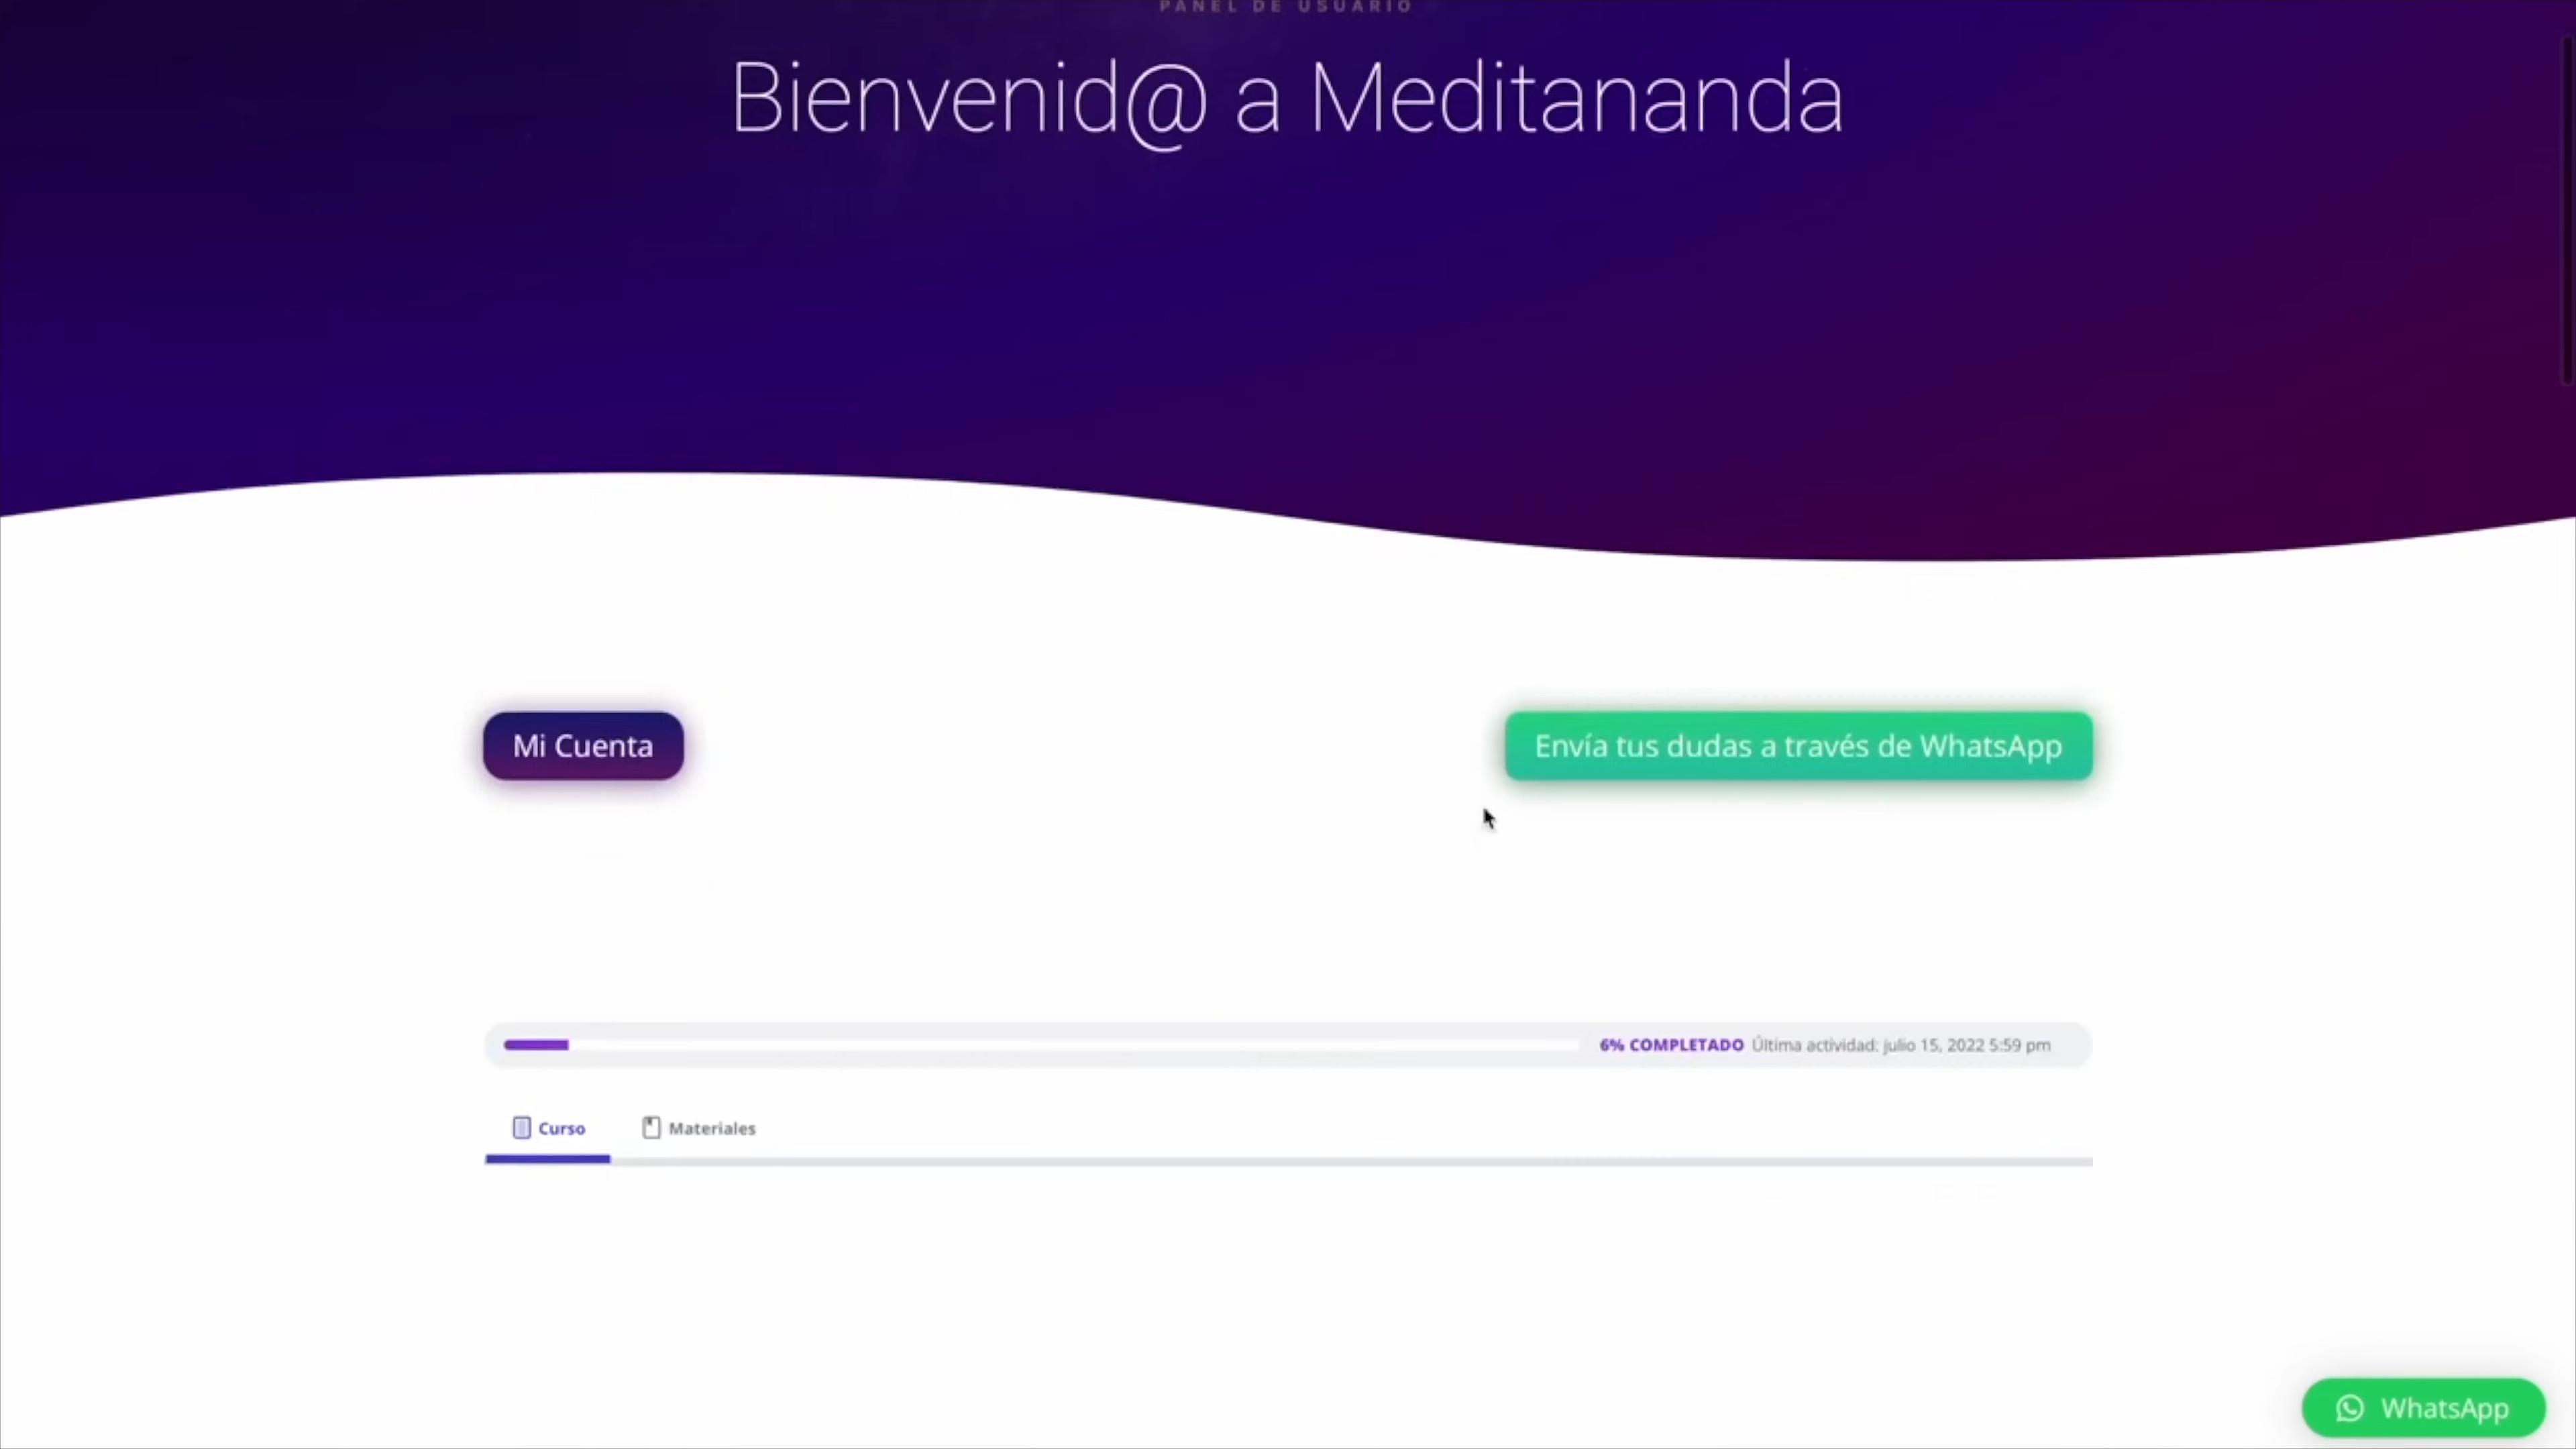 PANEL DE USUARIO
Bienvenid@ a Meditananda
Mi Cuenta
Envía tus dudas a través de WhatsApp
6% COMPLETADO Última actividad: julio 15, 2022 5:59 pm
Curso Materiales
WhatsApp